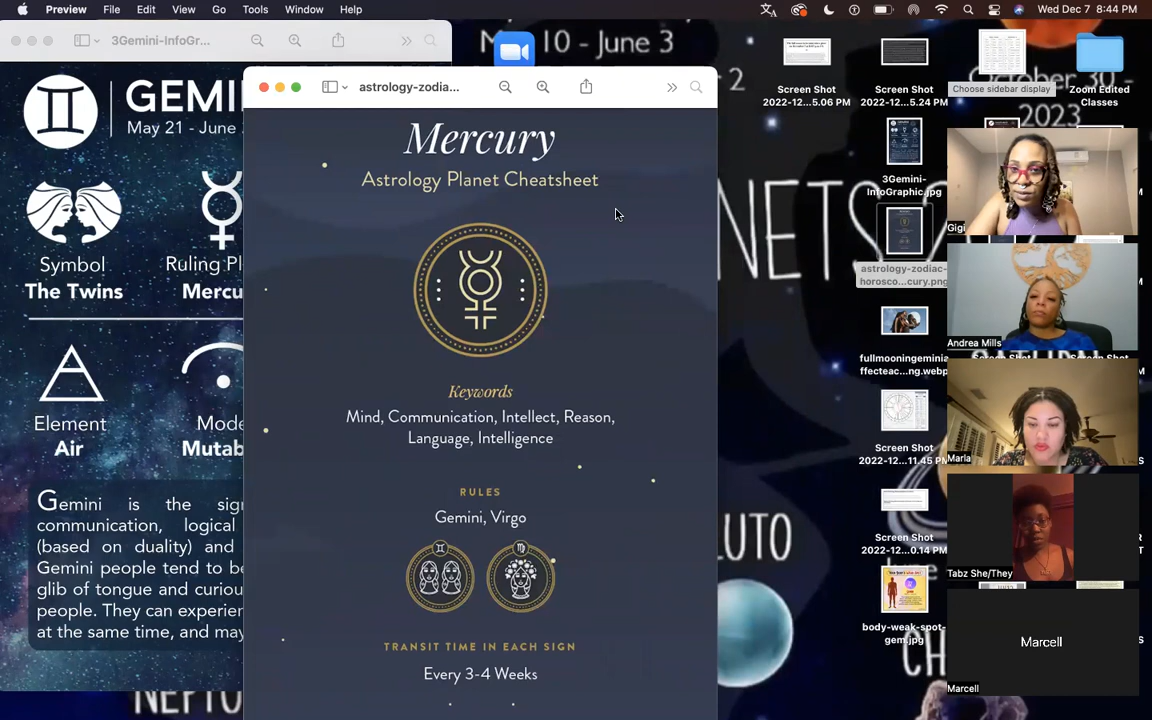 Preview File Edit View Go Tools Window Help
Wed Dec 7 8:44 PM
3Gemini-InfoGr...
10 - June 3
astrology-zodia...
GEMI
May 21 - June
Symbol
The Twins
Ruling Pl
Mercu
Element
Air
Mode
Mutab
Gemini is the sig
communication, logical
(based on duality) and
Gemini people tend to be
glib of tongue and curiou
people. They can experien
at the same time, and may
Mercury
Astrology Planet Cheatsheet
Keywords
Mind, Communication, Intellect, Reason,
Language, Intelligence
RULES
Gemini, Virgo
TRANSIT TIME IN EACH SIGN
Every 3-4 Weeks
NEPTU
2
NETS
LUTO
June
CH
October 30 -
2023
Screen Shot
2022-12...5.06 PM
Screen Shot
2022-12...5.24 PM
Choose sidebar display
Zoom Edited
Classes
3Gemini-
InfoGraphic.jpg
astrology-zodiac-
horosco...cury.png
fullmooningeminia
ffecteac...ng.webp
Screen Shot
2022-12...11.45 PM
Screen Shot
2022-12...0.14 PM
body-weak-spot-
gem.jpg
Gigi
Andrea Mills
Marla
Tabz She/They
Marcell
Marcell